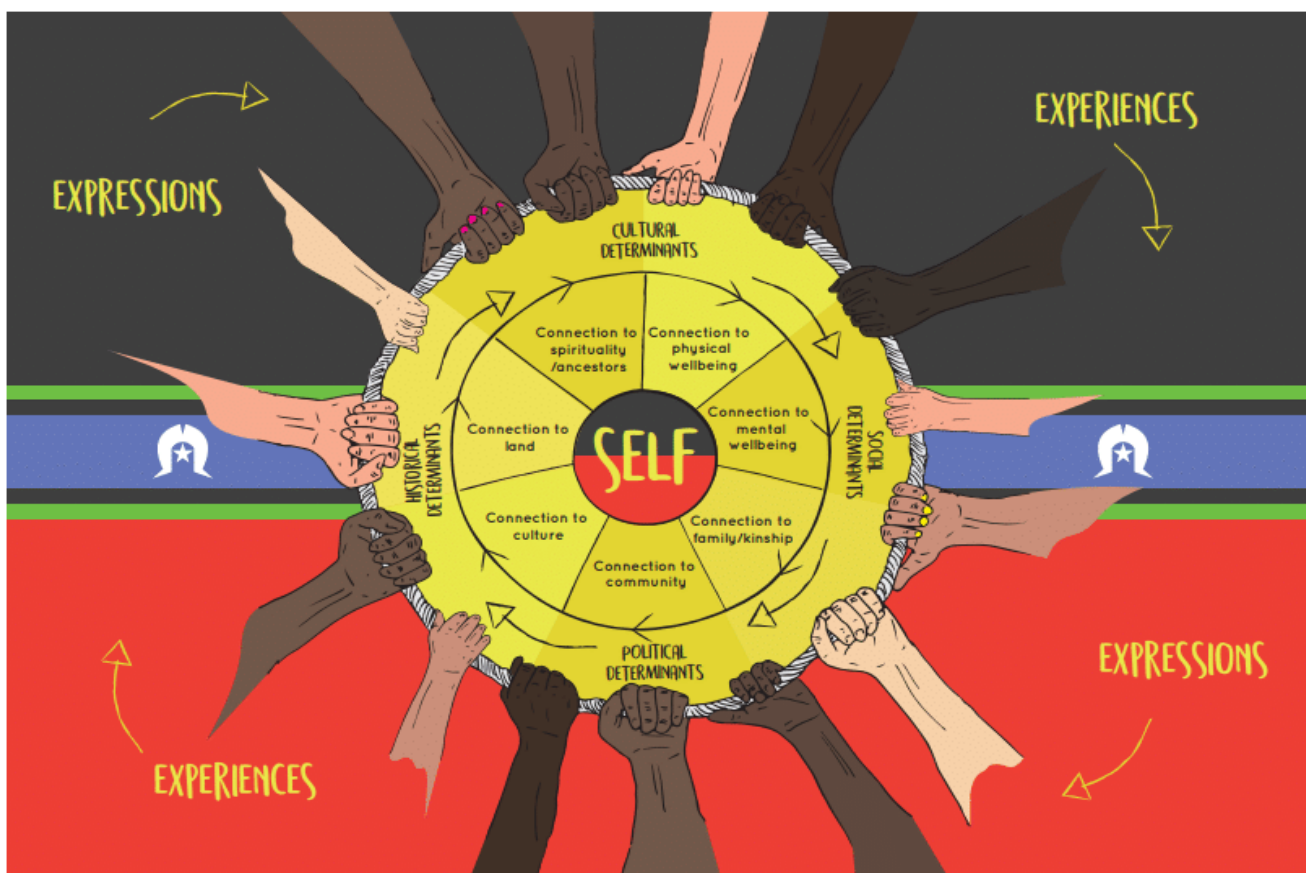 EXPRESSIONS
EXPERIENCES
CULTURAL
DETERMINANTS
Connection to
spirituality
/ancestors
Connection to
physical
wellbeing
Connection to
land
SELF
Connection to
mental
wellbeing
HISTORICAL
DETERMINANTS
SOCIAL
DETERMINANTS
Connection to
culture
Connection to
family/kinship
Connection to
community
POLITICAL
DETERMINANTS
EXPRESSIONS
EXPERIENCES